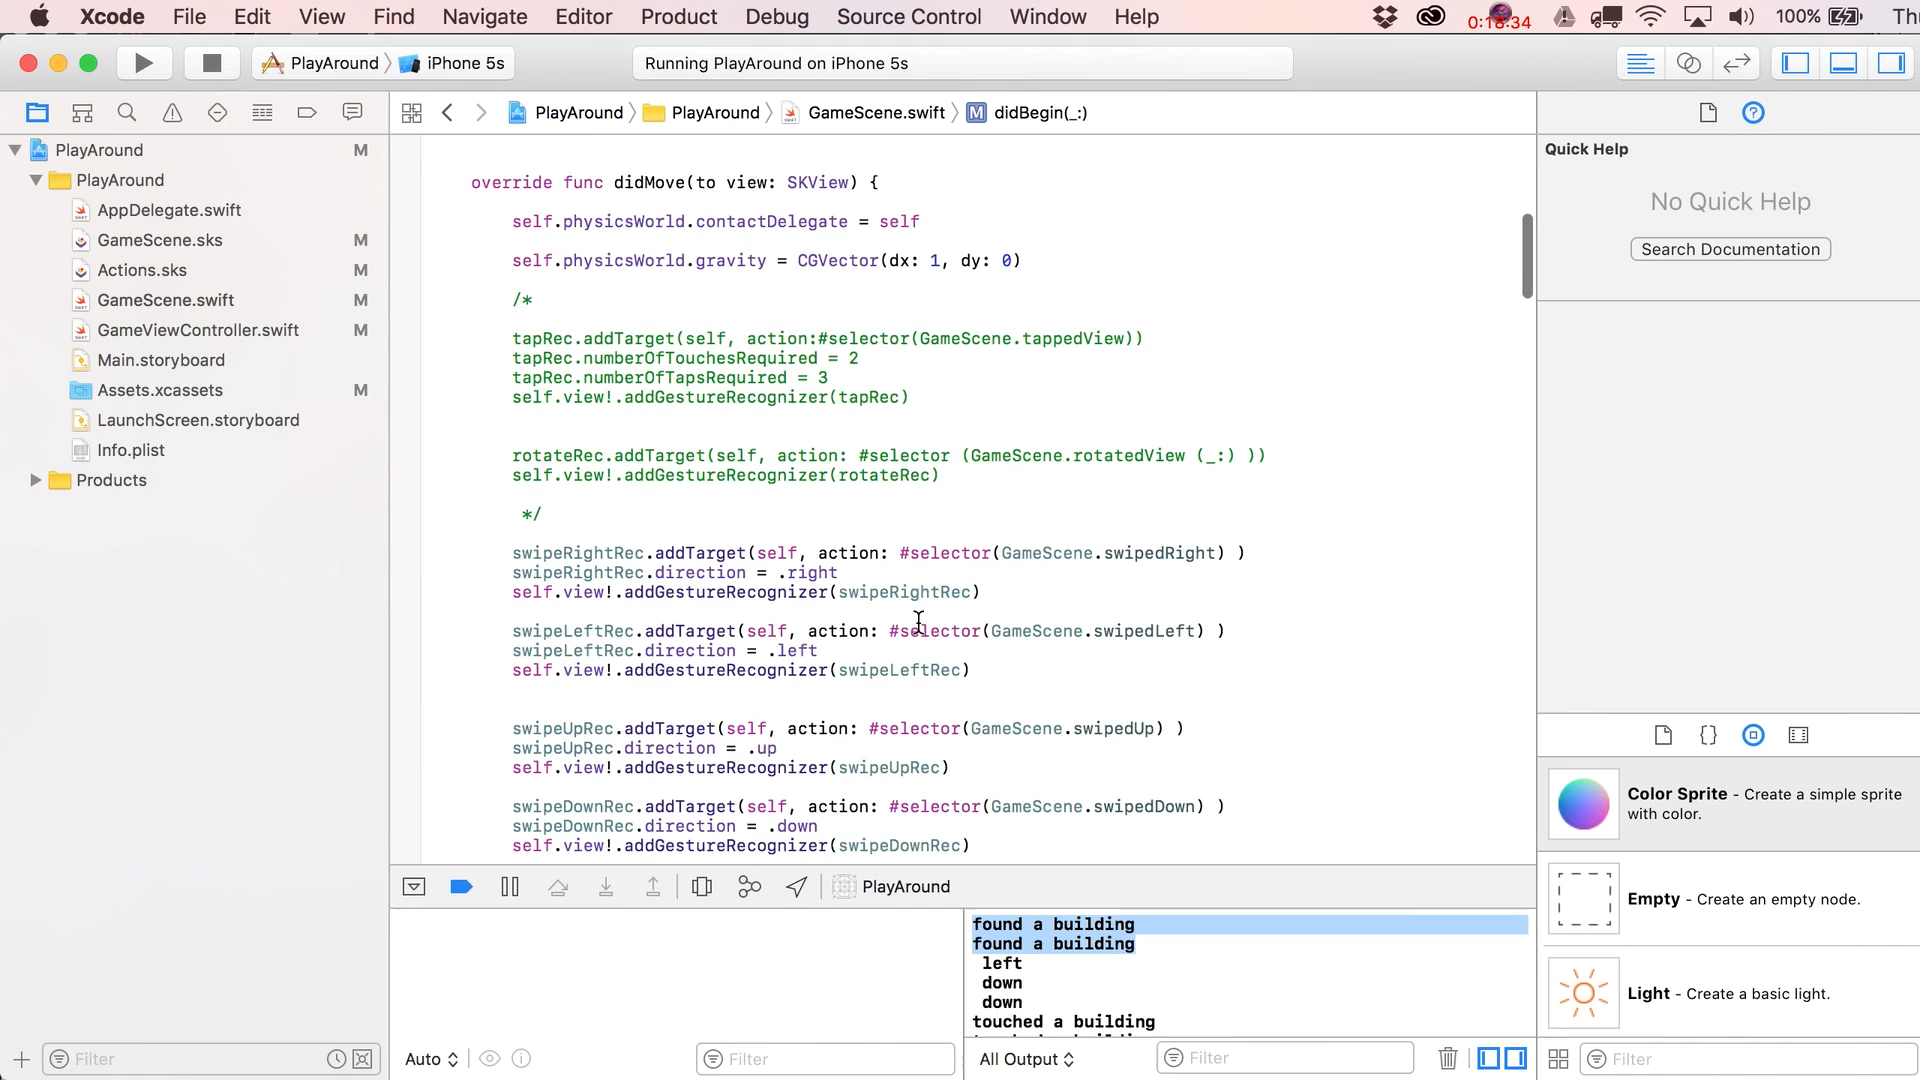 Xcode File Edit View Find Navigate Editor Product Debug Source Control Window Help 0:18:34 100% Thu
PlayAround iPhone 5s Running PlayAround on iPhone 5s
PlayAround PlayAround GameScene.swift M didBegin(_:)
PlayAround M
PlayAround
AppDelegate.swift
GameScene.sks M
Actions.sks M
GameScene.swift M
GameViewController.swift M
Main.storyboard
Assets.xcassets M
LaunchScreen.storyboard
Info.plist
Products
Filter
override func didMove(to view: SKView) {
self.physicsWorld.contactDelegate = self
self.physicsWorld.gravity = CGVector(dx: 1, dy: 0)
/*
tapRec.addTarget(self, action:#selector(GameScene.tappedView))
tapRec.numberOfTouchesRequired = 2
tapRec.numberOfTapsRequired = 3
self.view!.addGestureRecognizer(tapRec)
rotateRec.addTarget(self, action: #selector (GameScene.rotatedView (_:) ))
self.view!.addGestureRecognizer(rotateRec)
*/
swipeRightRec.addTarget(self, action: #selector(GameScene.swipedRight) )
swipeRightRec.direction = .right
self.view!.addGestureRecognizer(swipeRightRec)
swipeLeftRec.addTarget(self, action: #selector(GameScene.swipedLeft) )
swipeLeftRec.direction = .left
self.view!.addGestureRecognizer(swipeLeftRec)
swipeUpRec.addTarget(self, action: #selector(GameScene.swipedUp) )
swipeUpRec.direction = .up
self.view!.addGestureRecognizer(swipeUpRec)
swipeDownRec.addTarget(self, action: #selector(GameScene.swipedDown) )
swipeDownRec.direction = .down
self.view!.addGestureRecognizer(swipeDownRec)
PlayAround
found a building
found a building
left
down
down
touched a building
Auto Filter
All Output Filter
Quick Help
No Quick Help
Search Documentation
Color Sprite - Create a simple sprite
with color.
Empty - Create an empty node.
Light - Create a basic light.
Filter